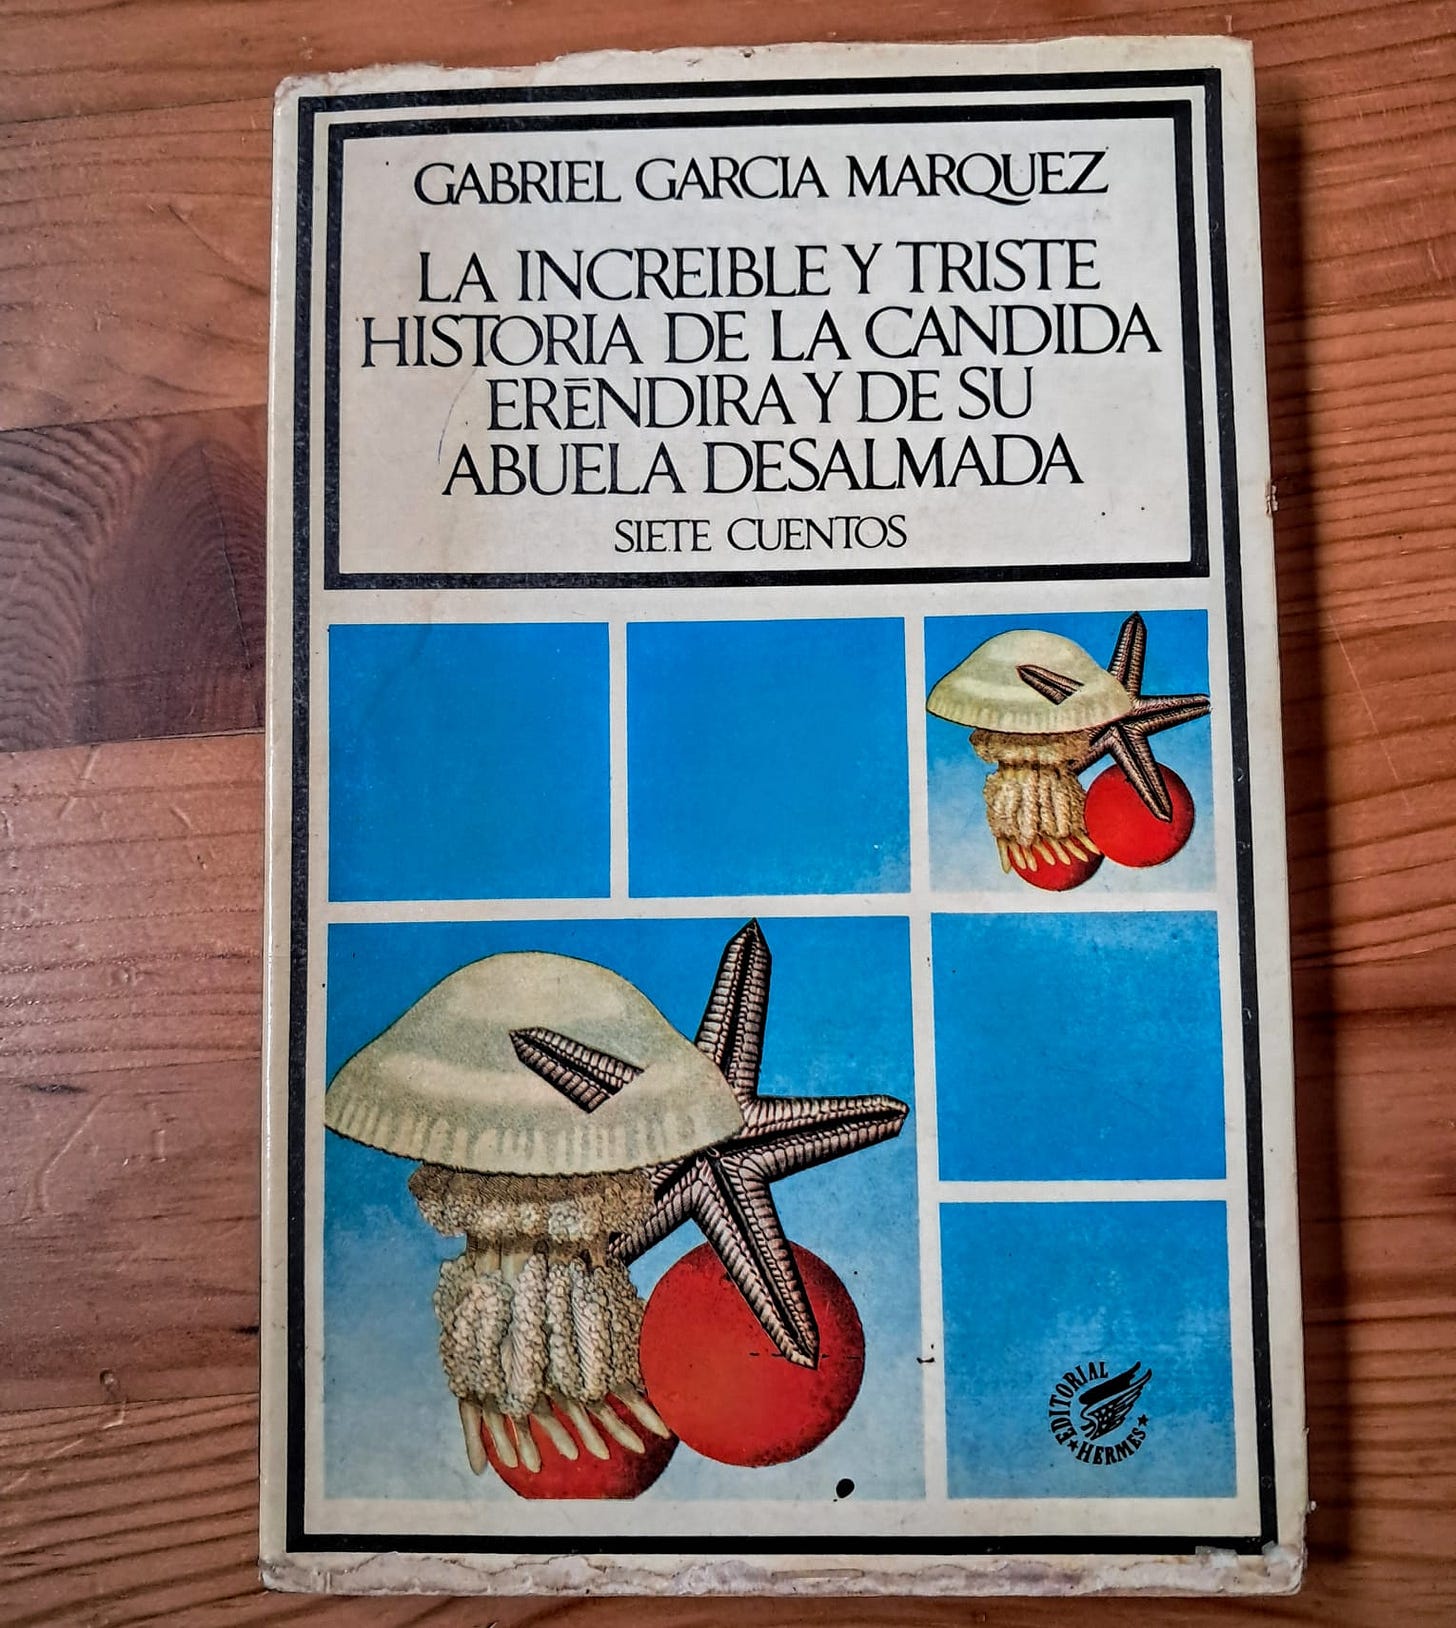 GABRIEL GARCIA MARQUEZ
LA INCREIBLE Y TRISTE
HISTORIA DE LA CANDIDA
ERĒNDIRA Y DE SU
ABUELA DESALMADA
SIETE CUENTOS
EDITORIAL
★HERMES★